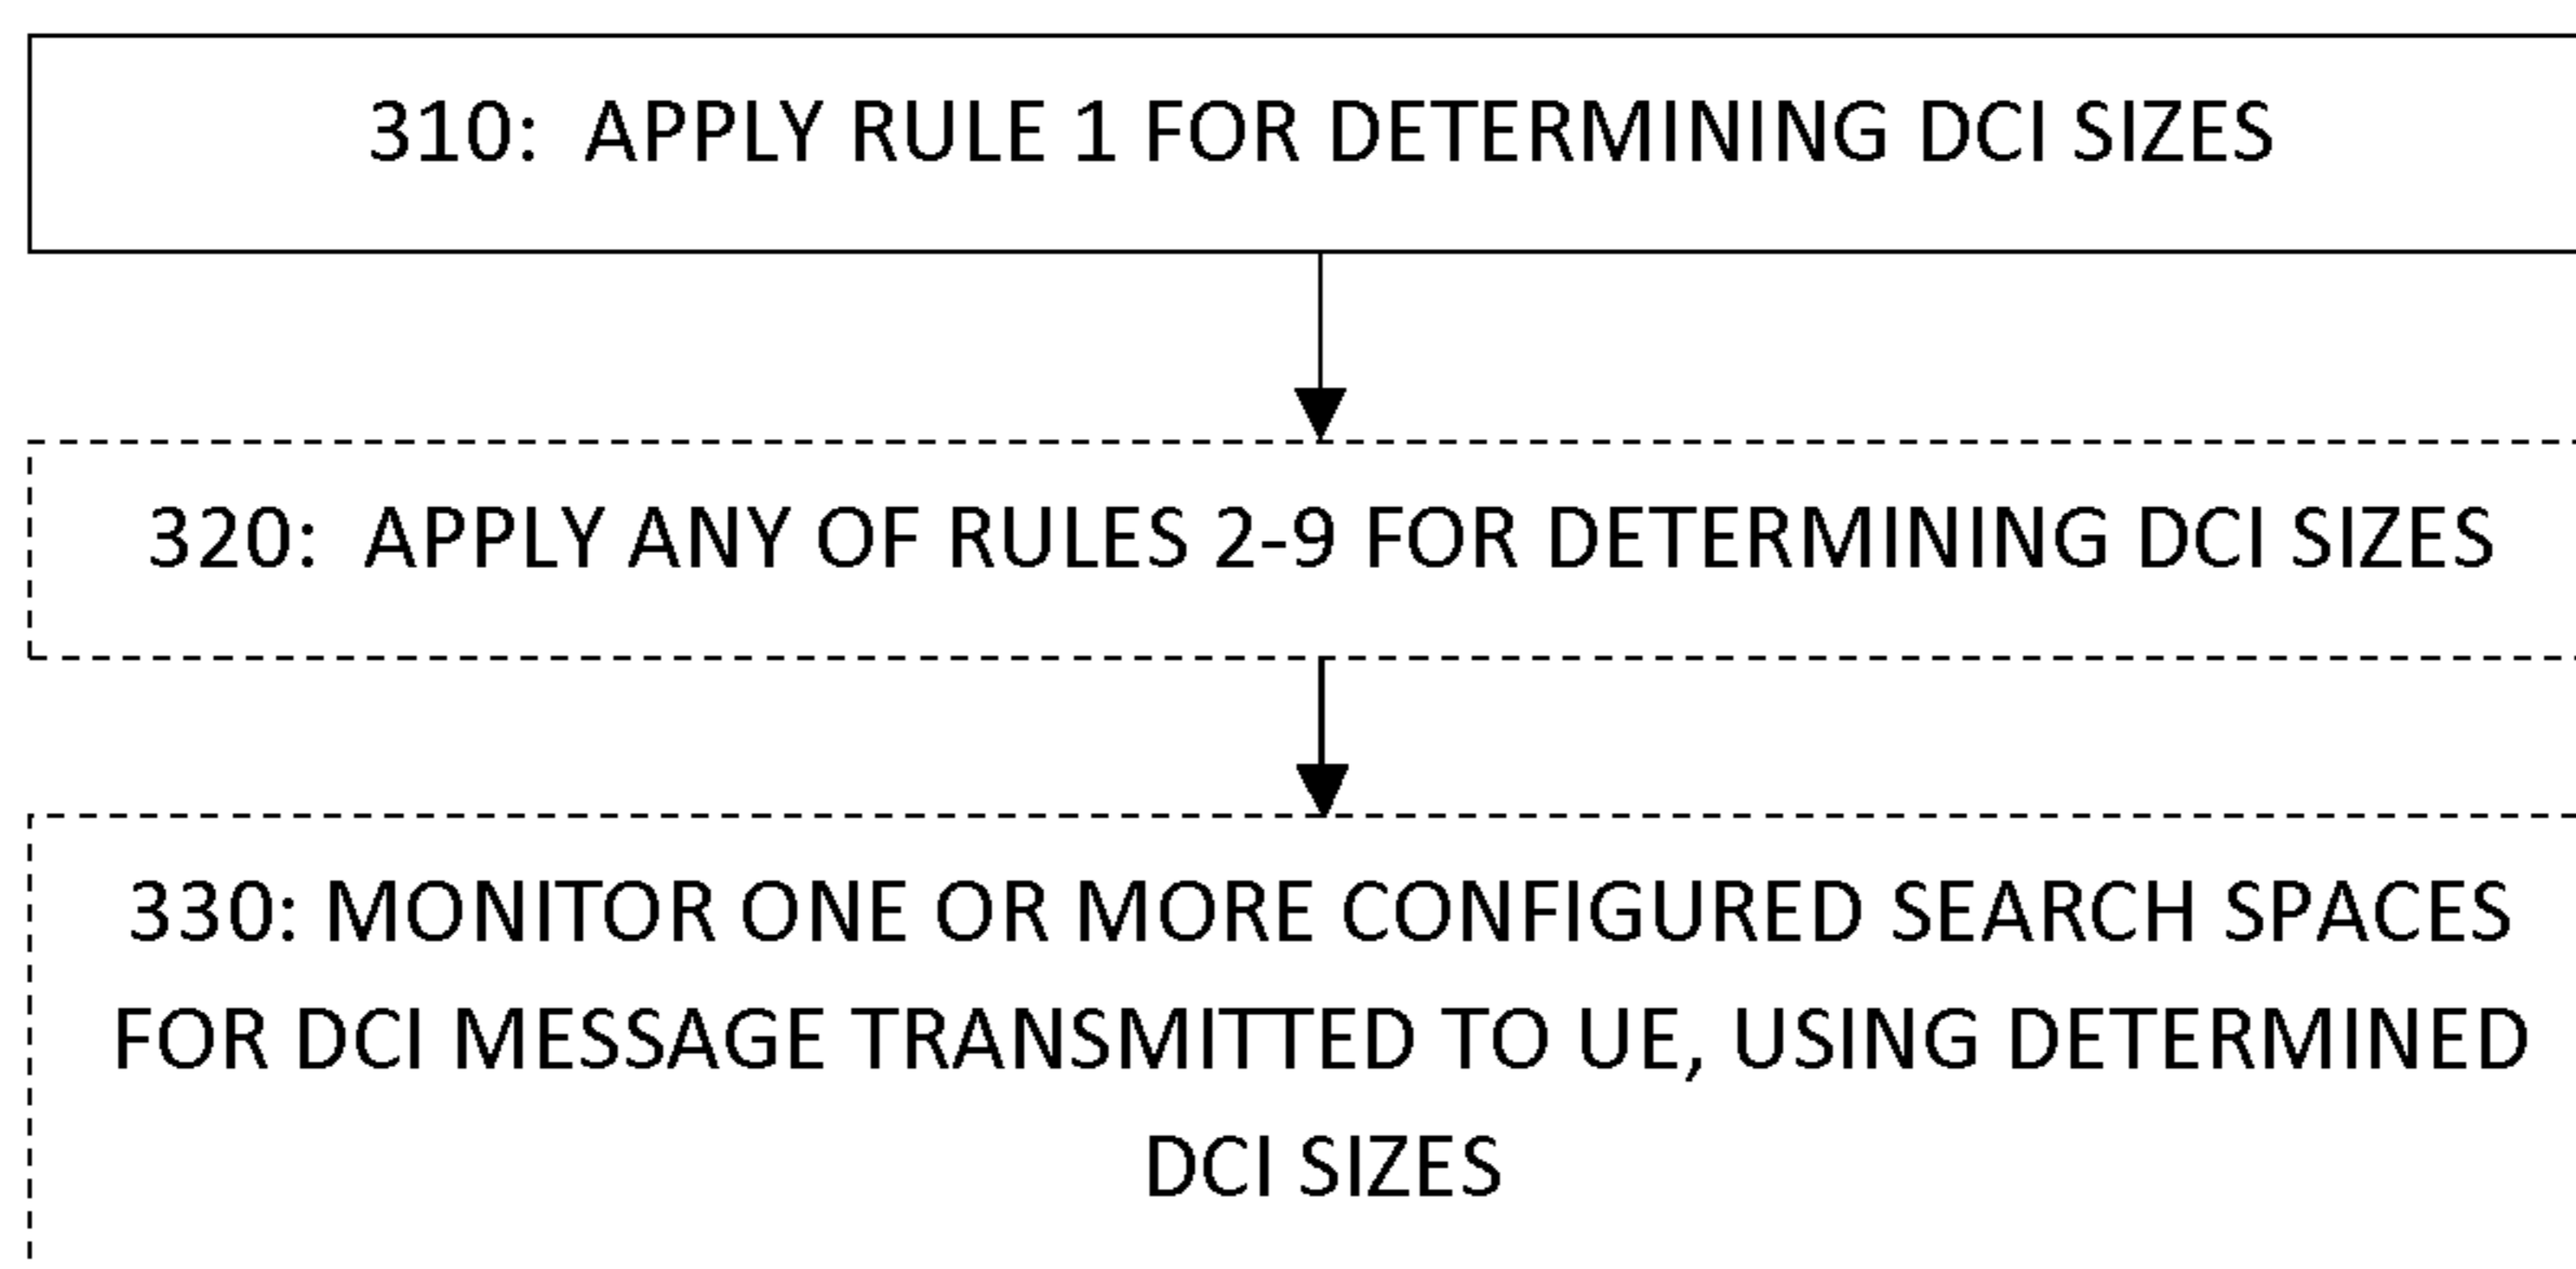 310:  APPLY RULE 1 FOR DETERMINING DCI SIZES
320:  APPLY ANY OF RULES 2-9 FOR DETERMINING DCI SIZES
330: MONITOR ONE OR MORE CONFIGURED SEARCH SPACES
FOR DCI MESSAGE TRANSMITTED TO UE, USING DETERMINED
DCI SIZES